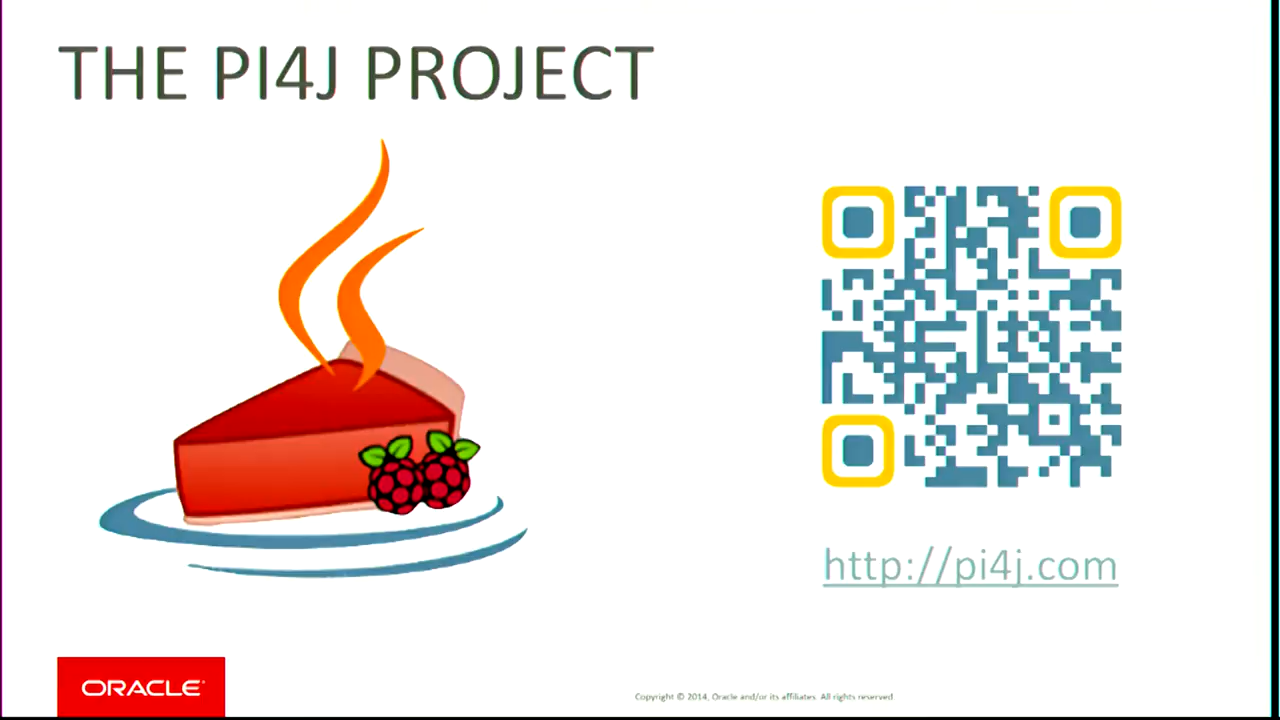 THE PI4J PROJECT
http://pi4j.com
ORACLE
Copyright © 2014, Oracle and/or its affiliates. All rights reserved.